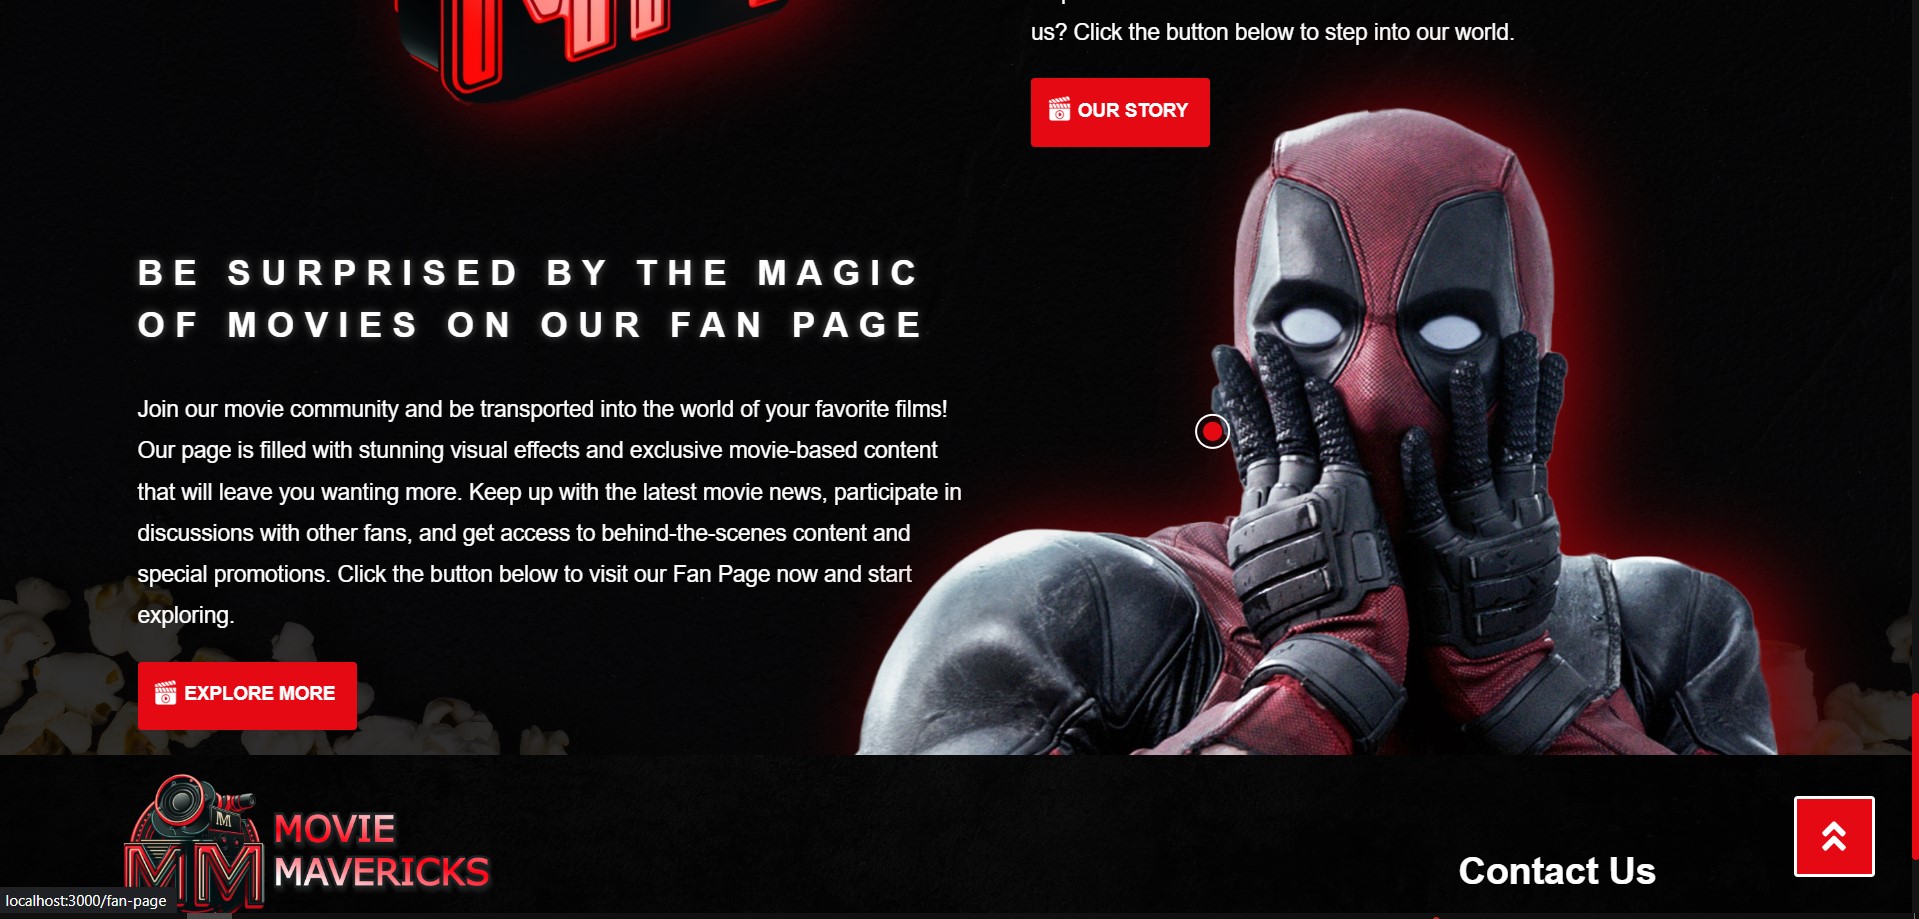 us? Click the button below to step into our world.
OUR STORY
BE SURPRISED BY THE MAGIC
OF MOVIES ON OUR FAN PAGE
Join our movie community and be transported into the world of your favorite films!
Our page is filled with stunning visual effects and exclusive movie-based content
that will leave you wanting more. Keep up with the latest movie news, participate in
discussions with other fans, and get access to behind-the-scenes content and
special promotions. Click the button below to visit our Fan Page now and start
exploring.
EXPLORE MORE
M
MM
MOVIE
MAVERICKS
Contact Us
localhost:3000/fan-page